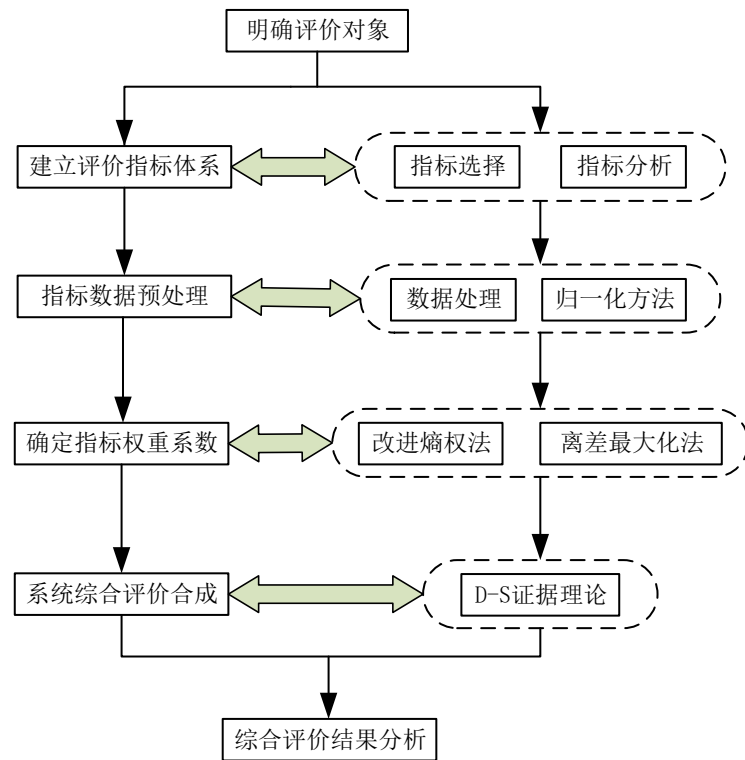 明确评价对象
建立评价指标体系
指标选择
指标分析
指标数据预处理
数据处理
归一化方法
确定指标权重系数
改进熵权法
离差最大化法
系统综合评价合成
D-S证据理论
综合评价结果分析